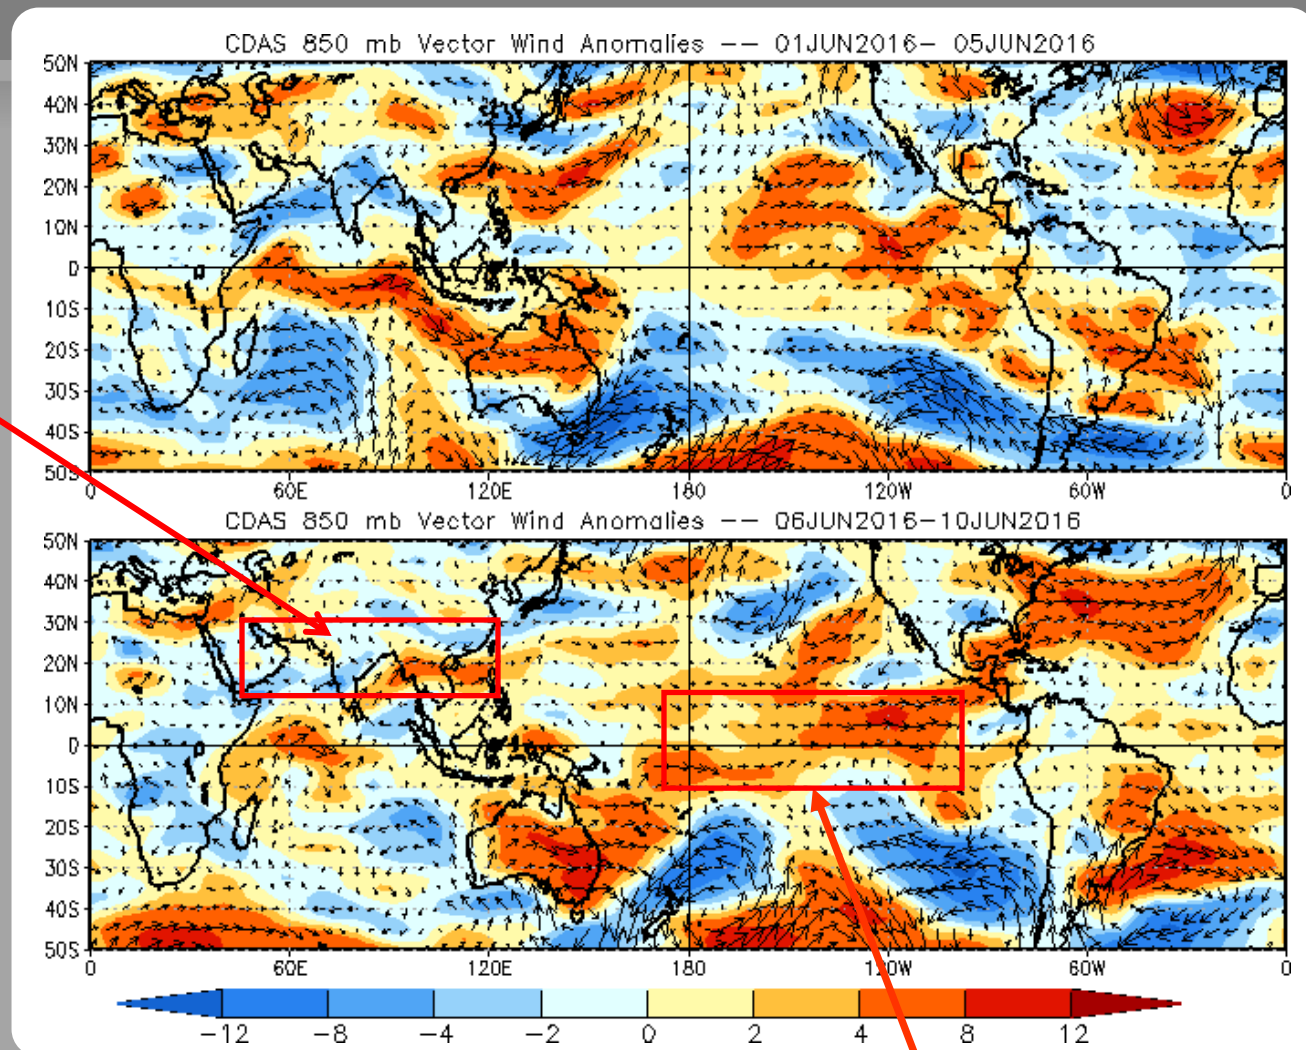 CDAS 850 mb Vector Wind Anomalies -- 01JUN2016- 05JUN2016
50N
40N
30N
20N
10N
0
10S
20S
30S
40S
50S
0 60E 120E 180 120W 60W 0
CDAS 850 mb Vector Wind Anomalies -- 06JUN2016-10JUN2016
50N
40N
30N
20N
10N
0
10S
20S
30S
40S
50S
0 60E 120E 180 120W 60W 0
-12 -8 -4 -2 0 2 4 8 12